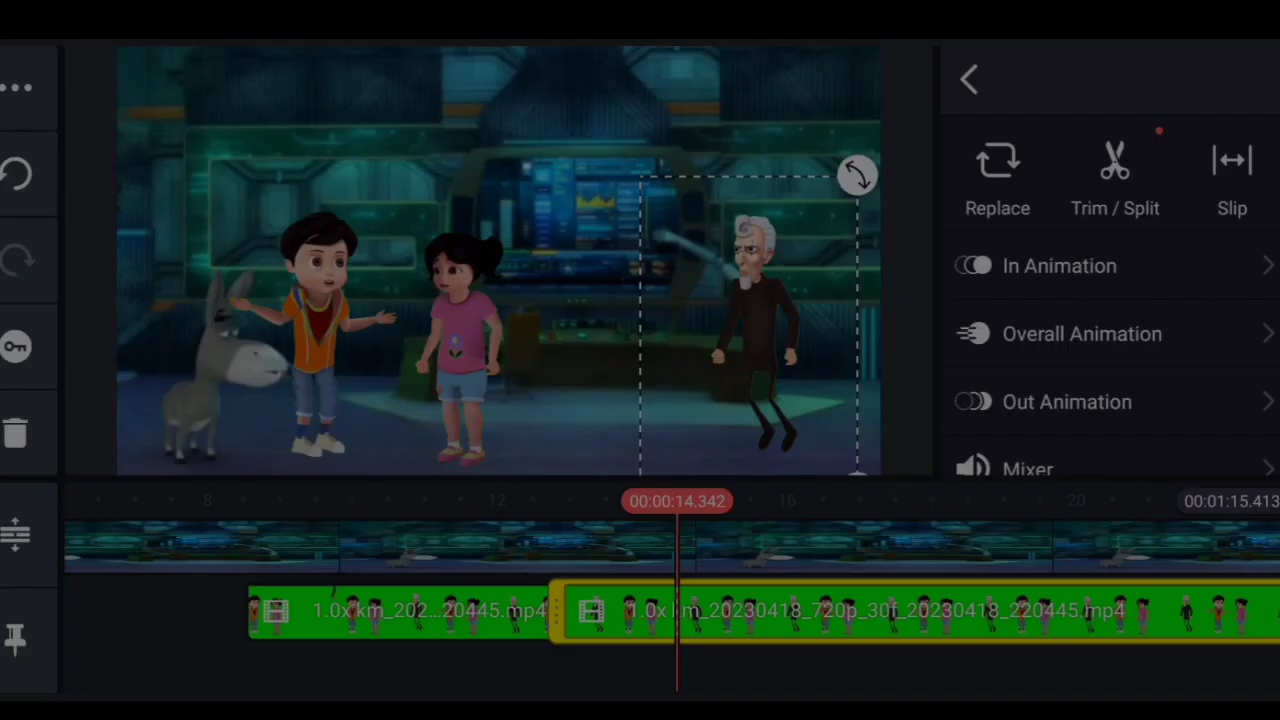 Replace
Trim / Split
Slip
In Animation
Overall Animation
Out Animation
Mixer
8
12
00:00:14.342
16
20
00:01:15.413
1.0x km_202...20445.mp4
1.0x km_20230418_720p_30f_20230418_220445.mp4